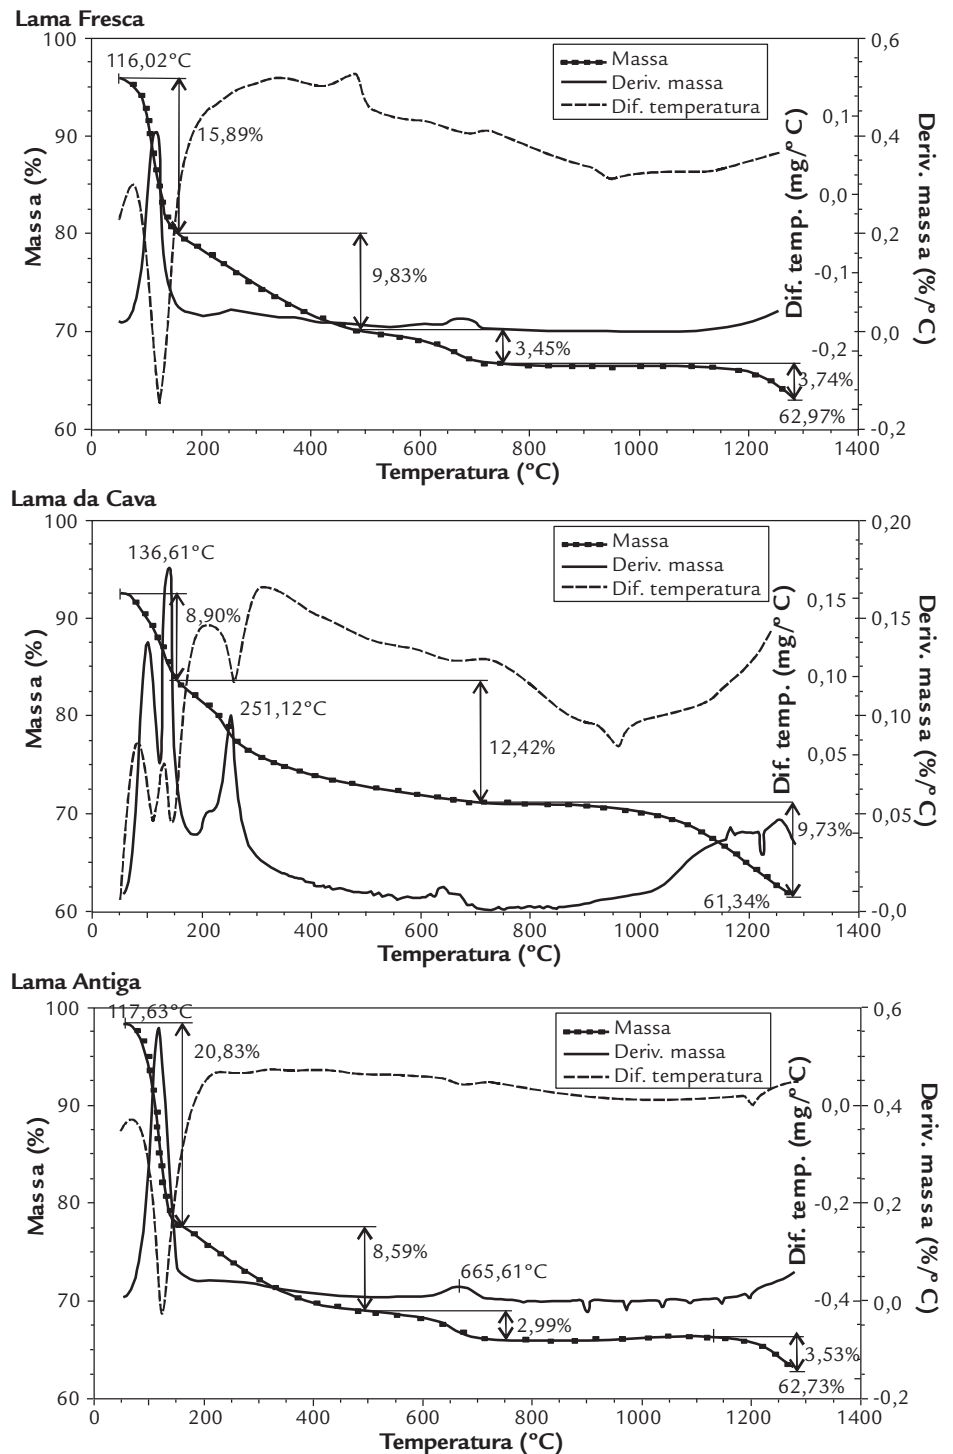 Lama Fresca
100
90
80
70
60
Massa (%)
116,02°C
15,89%
9,83%
3,45%
3,74%
62,97%
Massa
Deriv. massa
Dif. temperatura
0,1
0,0
-0,1
-0,2
Dif. temp. (mg/°C)
0,6
0,4
0,2
0,0
-0,2
Deriv. massa (%/°C)
0 200 400 600 800 1000 1200 1400
Temperatura (°C)
Lama da Cava
100
90
80
70
60
Massa (%)
136,61°C
8,90%
251,12°C
12,42%
9,73%
61,34%
Massa
Deriv. massa
Dif. temperatura
0,15
0,10
0,05
Dif. temp. (mg/°C)
0,20
0,15
0,10
0,05
-0,0
Deriv. massa (%/°C)
0 200 400 600 800 1000 1200 1400
Temperatura (°C)
Lama Antiga
100
90
80
70
60
Massa (%)
117,63°C
20,83%
8,59%
665,61°C
2,99%
3,53%
62,73%
Massa
Deriv. massa
Dif. temperatura
0,0
-0,2
-0,4
Dif. temp. (mg/°C)
0,6
0,4
0,2
0,0
-0,2
Deriv. massa (%/°C)
0 200 400 600 800 1000 1200 1400
Temperatura (°C)